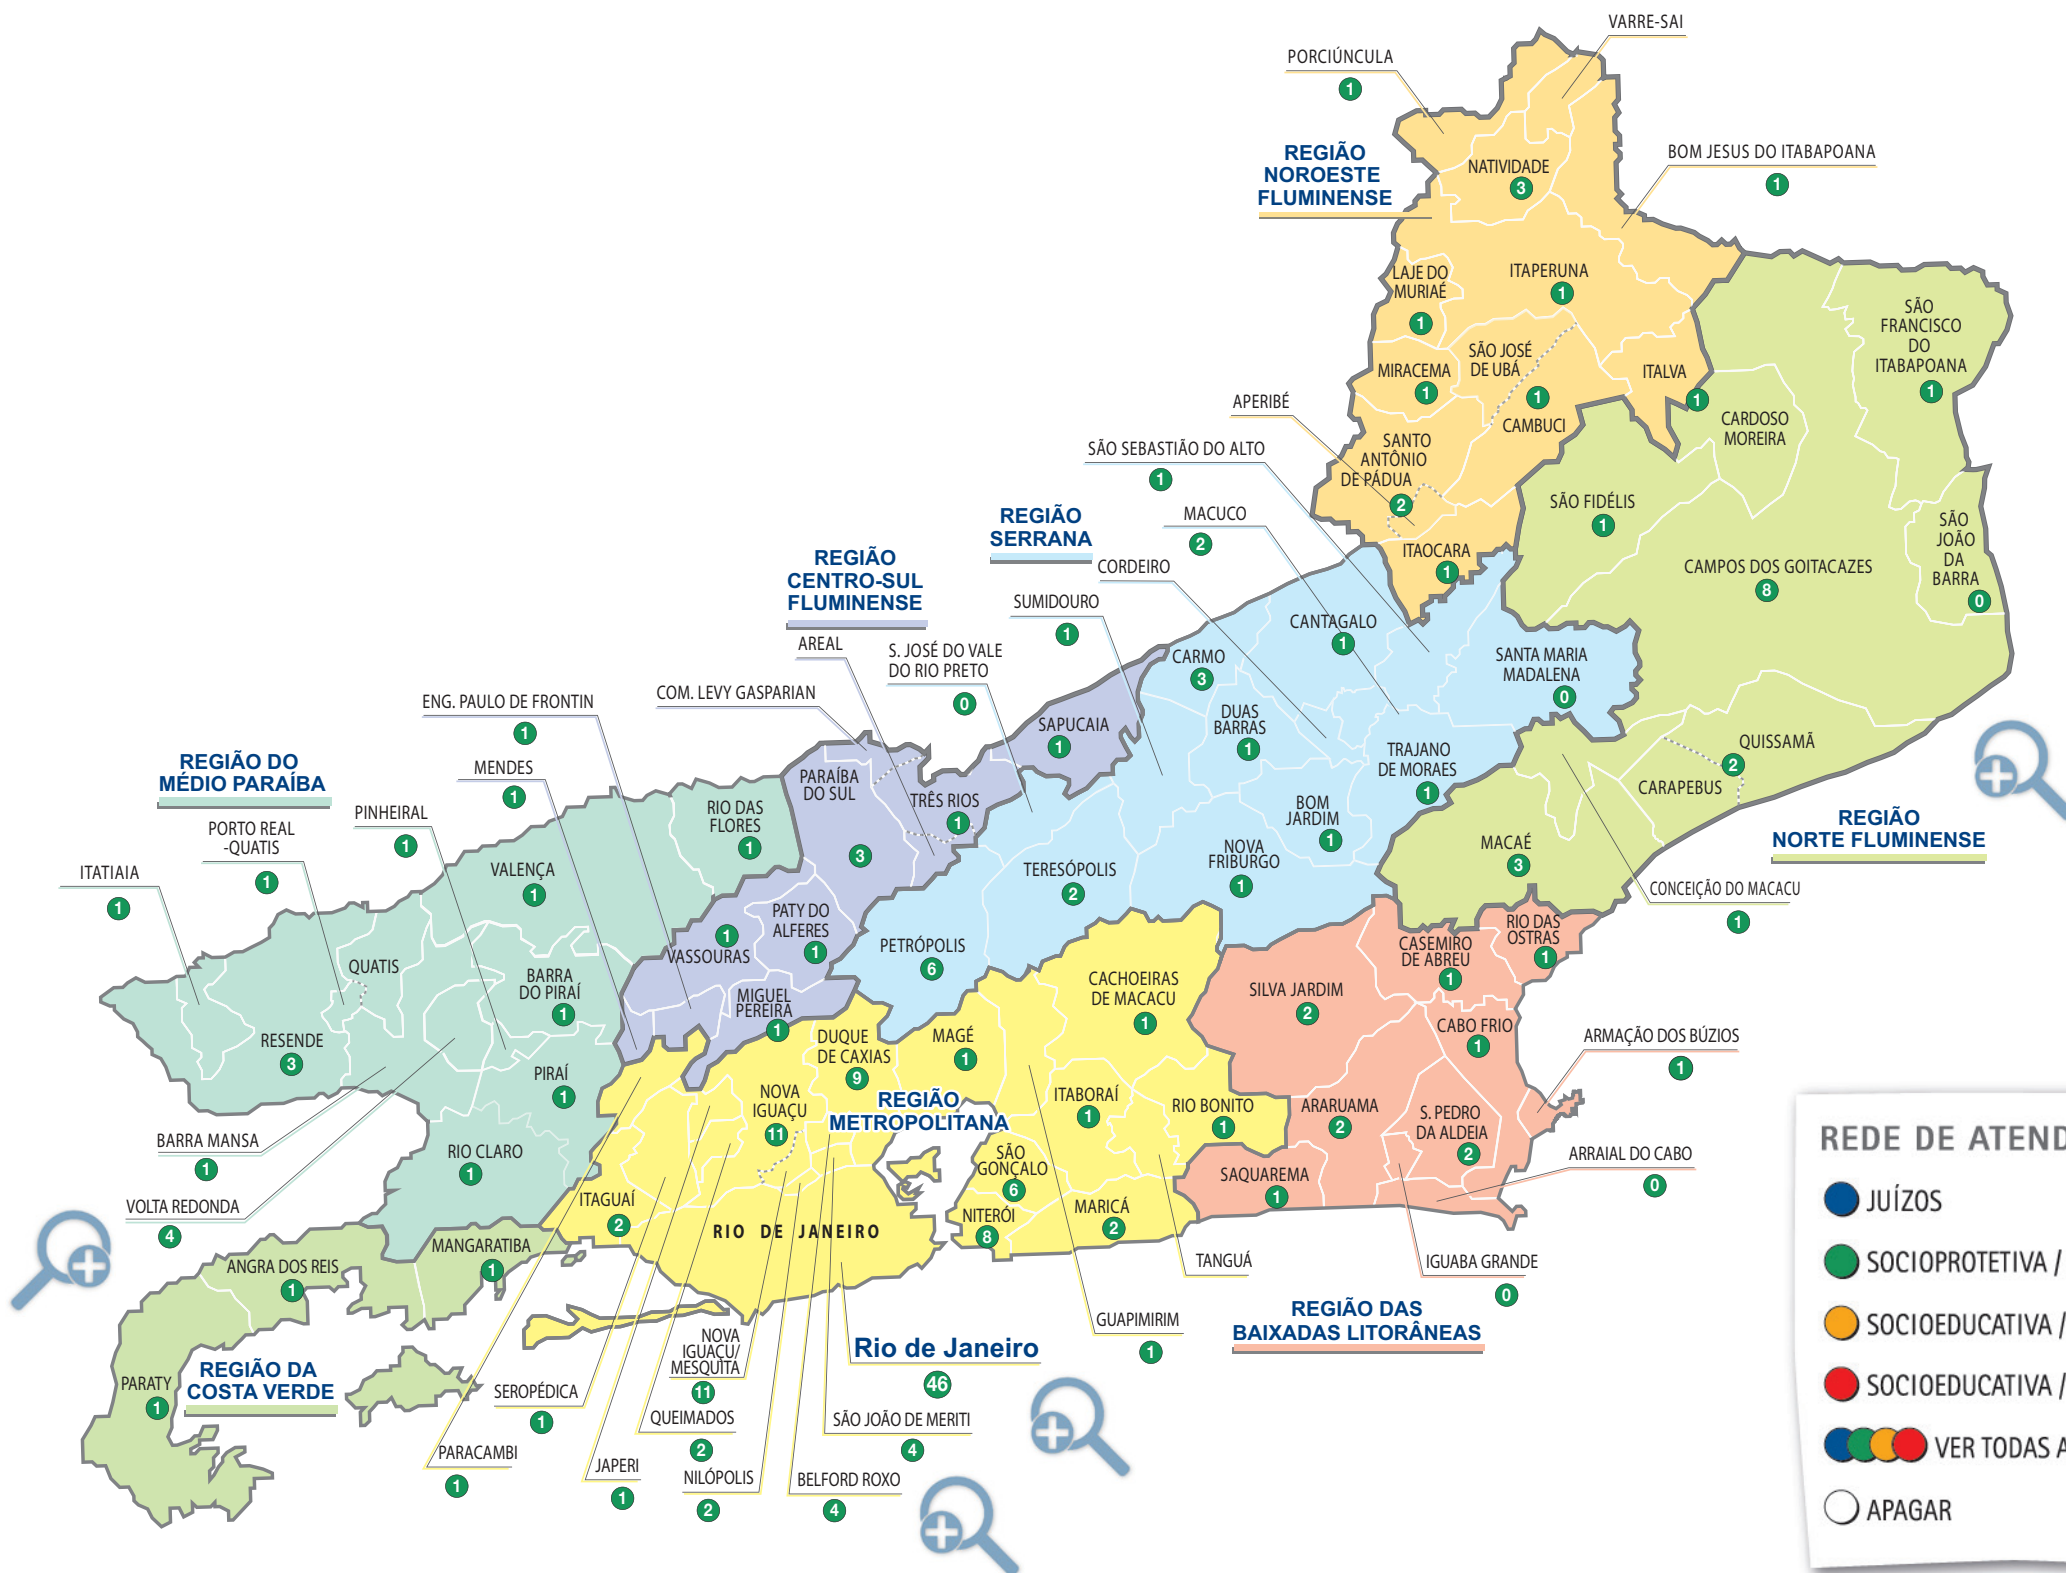 VARRE-SAI
PORCIÚNCULA
1
REGIÃO
NOROESTE
FLUMINENSE
NATIVIDADE
3
BOM JESUS DO ITABAPOANA
1
LAJE DO
MURIAÉ
1
ITAPERUNA
1
SÃO
FRANCISCO
DO
ITABAPOANA
1
MIRACEMA
1
SÃO JOSÉ
DE UBÁ
1
CAMBUCI
ITALVA
1
CARDOSO
MOREIRA
APERIBÉ
SANTO
ANTÔNIO
DE PÁDUA
2
SÃO SEBASTIÃO DO ALTO
1
SÃO FIDÉLIS
1
MACUCO
2
REGIÃO
SERRANA
ITAOCARA
1
CAMPOS DOS GOITACAZES
8
SÃO
JOÃO
DA
BARRA
0
REGIÃO
CENTRO-SUL
FLUMINENSE
CORDEIRO
SUMIDOURO
1
CANTAGALO
1
AREAL
S. JOSÉ DO VALE
DO RIO PRETO
0
CARMO
3
SANTA MARIA
MADALENA
0
COM. LEVY GASPARIAN
ENG. PAULO DE FRONTIN
1
SAPUCAIA
1
DUAS
BARRAS
1
TRAJANO
DE MORAES
1
QUISSAMÃ
2
CARAPEBUS
REGIÃO DO
MÉDIO PARAÍBA
MENDES
1
PARAÍBA
DO SUL
3
TRÊS RIOS
1
RIO DAS
FLORES
1
BOM
JARDIM
1
REGIÃO
NORTE FLUMINENSE
PORTO REAL
-QUATIS
1
PINHEIRAL
1
MACAÉ
3
NOVA
FRIBURGO
1
ITATIAIA
1
VALENÇA
1
TERESÓPOLIS
2
CONCEIÇÃO DO MACACU
1
PATY DO
ALFERES
1
1
VASSOURAS
PETRÓPOLIS
6
CASEMIRO
DE ABREU
1
RIO DAS
OSTRAS
1
QUATIS
BARRA
DO PIRAÍ
1
MIGUEL
PEREIRA
1
CACHOEIRAS
DE MACACU
1
SILVA JARDIM
2
RESENDE
3
DUQUE
DE CAXIAS
9
MAGÉ
1
CABO FRIO
1
ARMAÇÃO DOS BÚZIOS
1
PIRAÍ
1
NOVA
IGUAÇU
11
REGIÃO
METROPOLITANA
ITABORAÍ
1
RIO BONITO
1
ARARUAMA
2
S. PEDRO
DA ALDEIA
2
BARRA MANSA
1
RIO CLARO
1
SÃO
GONÇALO
6
SAQUAREMA
1
ARRAIAL DO CABO
0
VOLTA REDONDA
4
ITAGUAÍ
2
RIO DE JANEIRO
NITERÓI
8
MARICÁ
2
MANGARATIBA
1
ANGRA DOS REIS
1
TANGUÁ
IGUABA GRANDE
0
GUAPIMIRIM
1
REGIÃO DAS
BAIXADAS LITORÂNEAS
PARATY
1
REGIÃO DA
COSTA VERDE
SEROPÉDICA
1
NOVA
IGUAÇU/
MESQUITA
11
Rio de Janeiro
46
QUEIMADOS
2
SÃO JOÃO DE MERITI
4
PARACAMBI
1
JAPERI
1
NILÓPOLIS
2
BELFORD ROXO
4
REDE DE ATEND
JUÍZOS
SOCIOPROTETIVA /
SOCIOEDUCATIVA /
SOCIOEDUCATIVA /
VER TODAS A
APAGAR